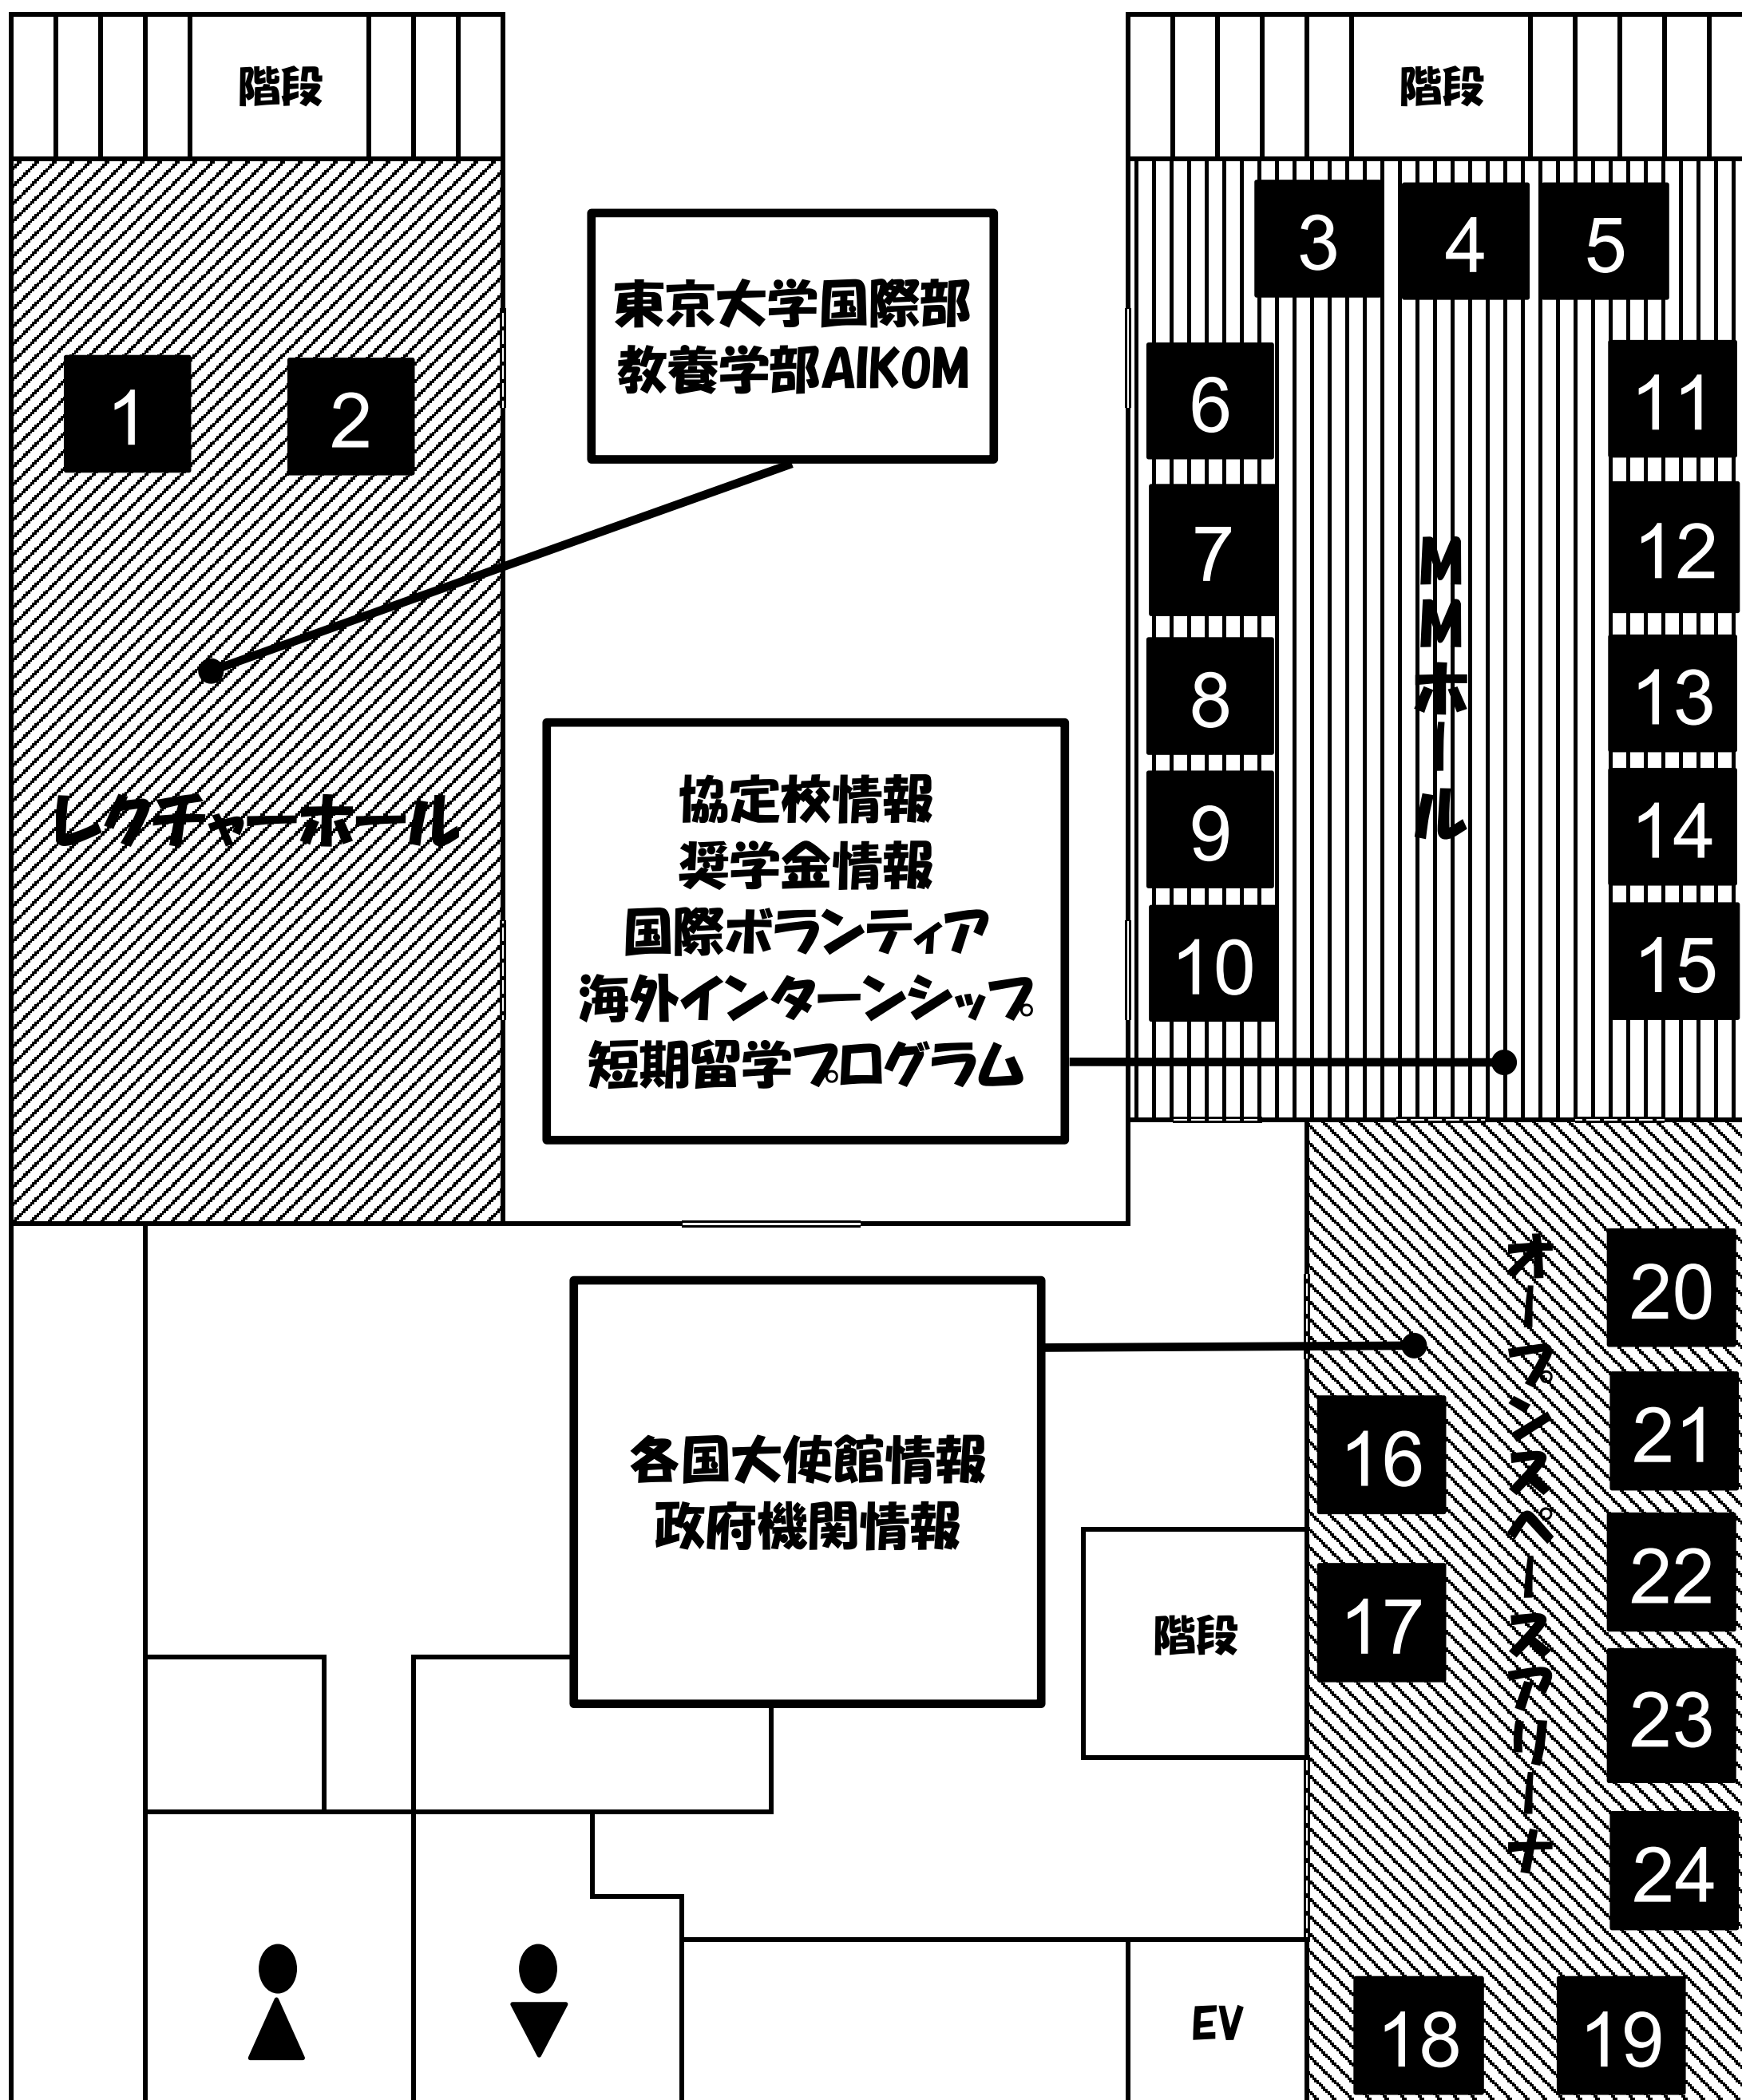 階段
階段
3
4
5
東京大学国際部
教養学部AIKOM
1
2
6
11
7
12
MMホール
8
13
レクチャーホール
協定校情報
奨学金情報
国際ボランティア
海外インターンシップ
短期留学プログラム
9
14
10
15
オープンスペースアリーナ
20
各国大使館情報
政府機関情報
16
21
22
階段
17
23
24
EV
18
19